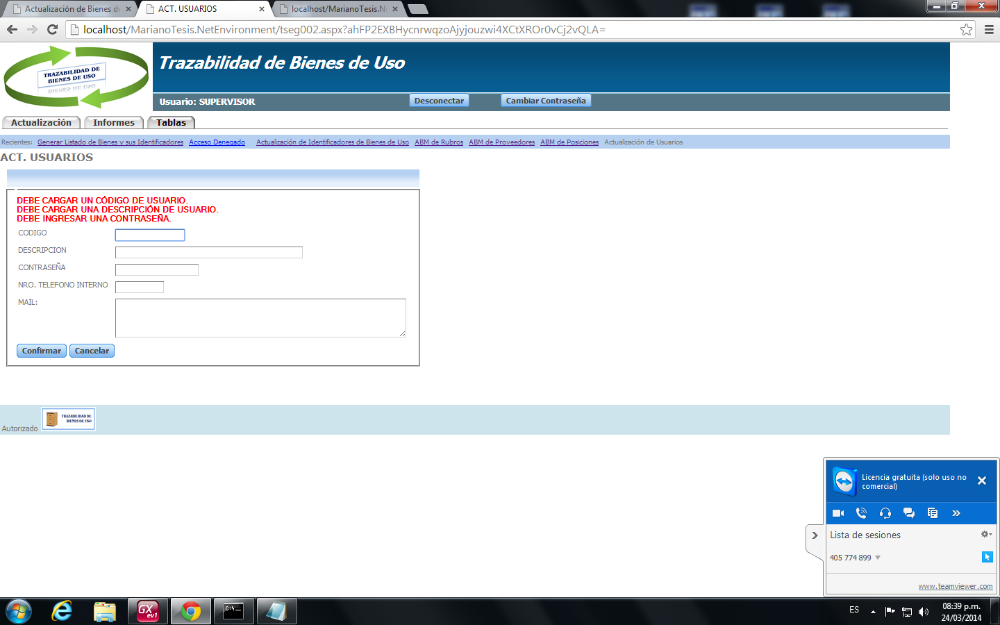 Actualización de Bienes de
ACT. USUARIOS
localhost/MarianoTesis.Ne
localhost/MarianoTesis.NetEnvironment/tseg002.aspx?ahFP2EXBHycnrwqzoAjyjouzwi4XCtXROr0vCj2vQLA=
TRAZABILIDAD DE
BIENES DE USO
Trazabilidad de Bienes de Uso
Usuario: SUPERVISOR
Desconectar
Cambiar Contraseña
Actualización
Informes
Tablas
Recientes: Generar Listado de Bienes y sus Identificadores Acceso Denegado Actualización de Identificadores de Bienes de Uso ABM de Rubros ABM de Proveedores ABM de Posiciones Actualización de Usuarios
ACT. USUARIOS
DEBE CARGAR UN CÓDIGO DE USUARIO.
DEBE CARGAR UNA DESCRIPCIÓN DE USUARIO.
DEBE INGRESAR UNA CONTRASEÑA.
CODIGO
DESCRIPCION
CONTRASEÑA
NRO. TELEFONO INTERNO
MAIL:
Confirmar
Cancelar
Autorizado
TRAZABILIDAD DE
BIENES DE USO
Licencia gratuita (solo uso no
comercial)
Lista de sesiones
405 774 899
www.teamviewer.com
GX
ev1
C:\_
ES
08:39 p.m.
24/03/2014